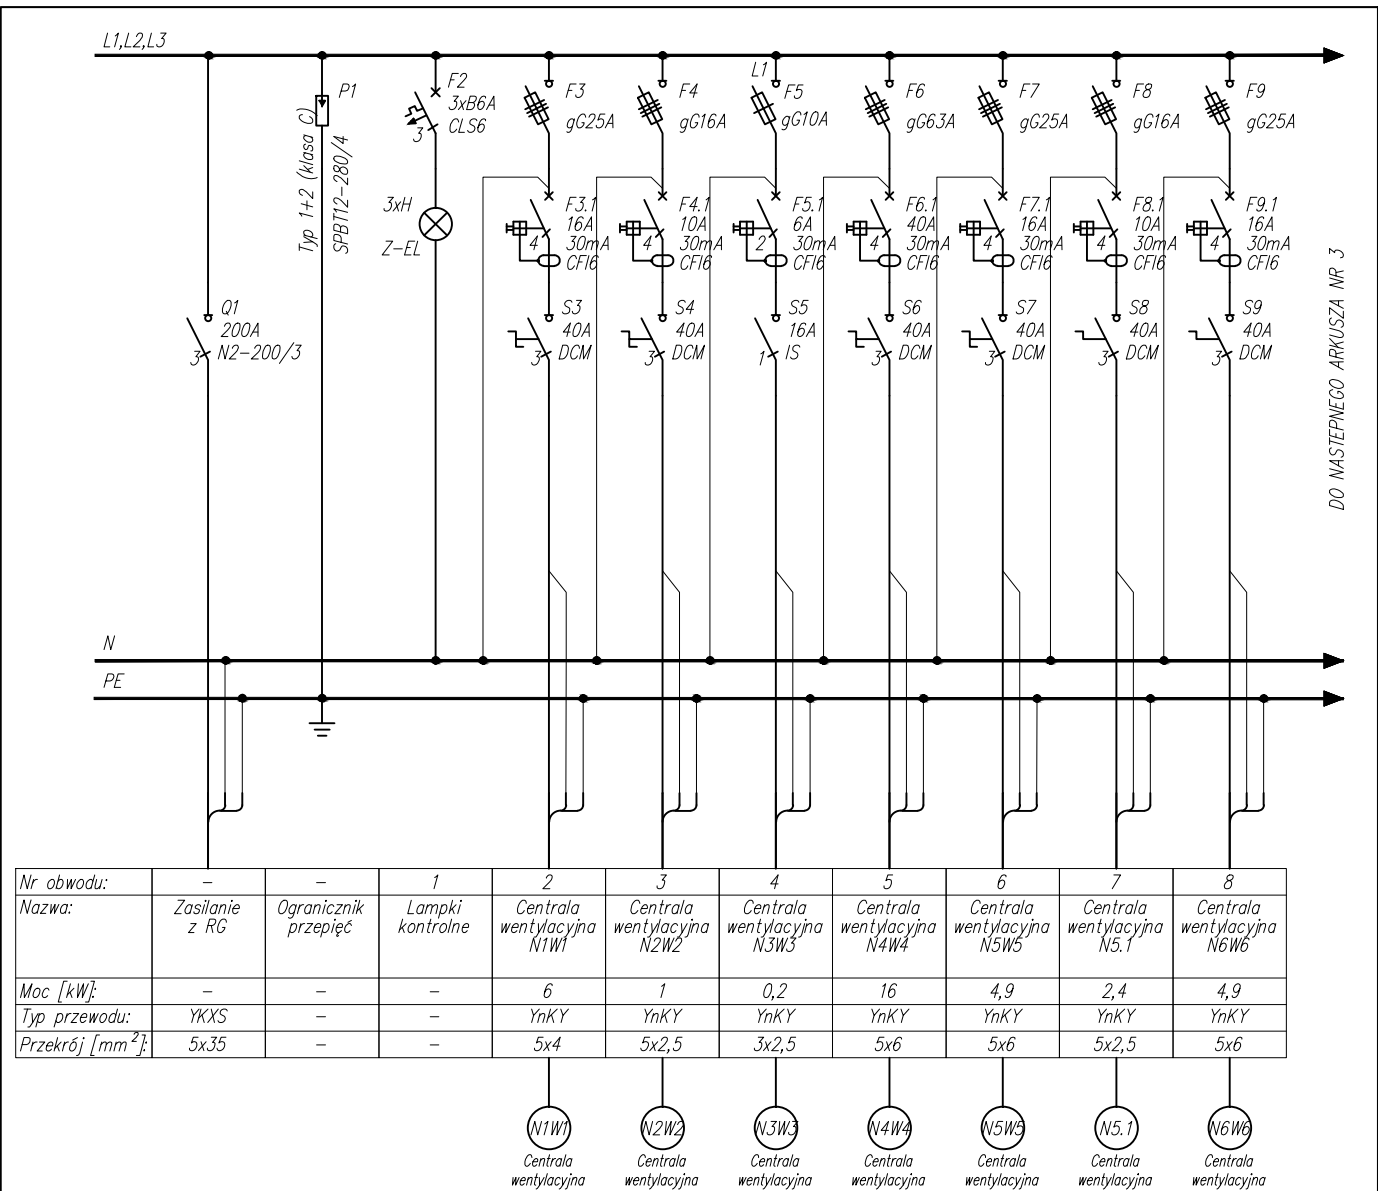 L1,L2,L3
P1
Typ 1+2 (klasa C)
SPBT12-280/4
F2
3xB6A
CLS6
3
3xH
Z-EL
Q1
200A
N2-200/3
3
F3
gG25A
F4
gG16A
L1
F5
gG10A
F6
gG63A
F7
gG25A
F8
gG16A
F9
gG25A
F3.1
16A
30mA
CFI6
4
F4.1
10A
30mA
CFI6
4
F5.1
6A
30mA
CFI6
2
F6.1
40A
30mA
CFI6
4
F7.1
16A
30mA
CFI6
4
F8.1
10A
30mA
CFI6
4
F9.1
16A
30mA
CFI6
4
S3
40A
DCM
3
S4
40A
DCM
3
S5
16A
IS
1
S6
40A
DCM
3
S7
40A
DCM
3
S8
40A
DCM
3
S9
40A
DCM
3
DO NASTEPNEGO ARKUSZA NR 3
N
PE
Nr obwodu: - - 1 2 3 4 5 6 7 8
Nazwa:
Zasilanie
z RG
Ogranicznik
przepięć
Lampki
kontrolne
Centrala
wentylacyjna
N1W1
Centrala
wentylacyjna
N2W2
Centrala
wentylacyjna
N3W3
Centrala
wentylacyjna
N4W4
Centrala
wentylacyjna
N5W5
Centrala
wentylacyjna
N5.1
Centrala
wentylacyjna
N6W6
Moc [kW]: - - - 6 1 0,2 16 4,9 2,4 4,9
Typ przewodu: YKXS - - YnKY YnKY YnKY YnKY YnKY YnKY YnKY
Przekrój [mm²]: 5x35 - - 5x4 5x2,5 3x2,5 5x6 5x6 5x2,5 5x6
N1W1 N2W2 N3W3 N4W4 N5W5 N5.1 N6W6
Centrala Centrala Centrala Centrala Centrala Centrala Centrala
wentylacyjna wentylacyjna wentylacyjna wentylacyjna wentylacyjna wentylacyjna wentylacyjna